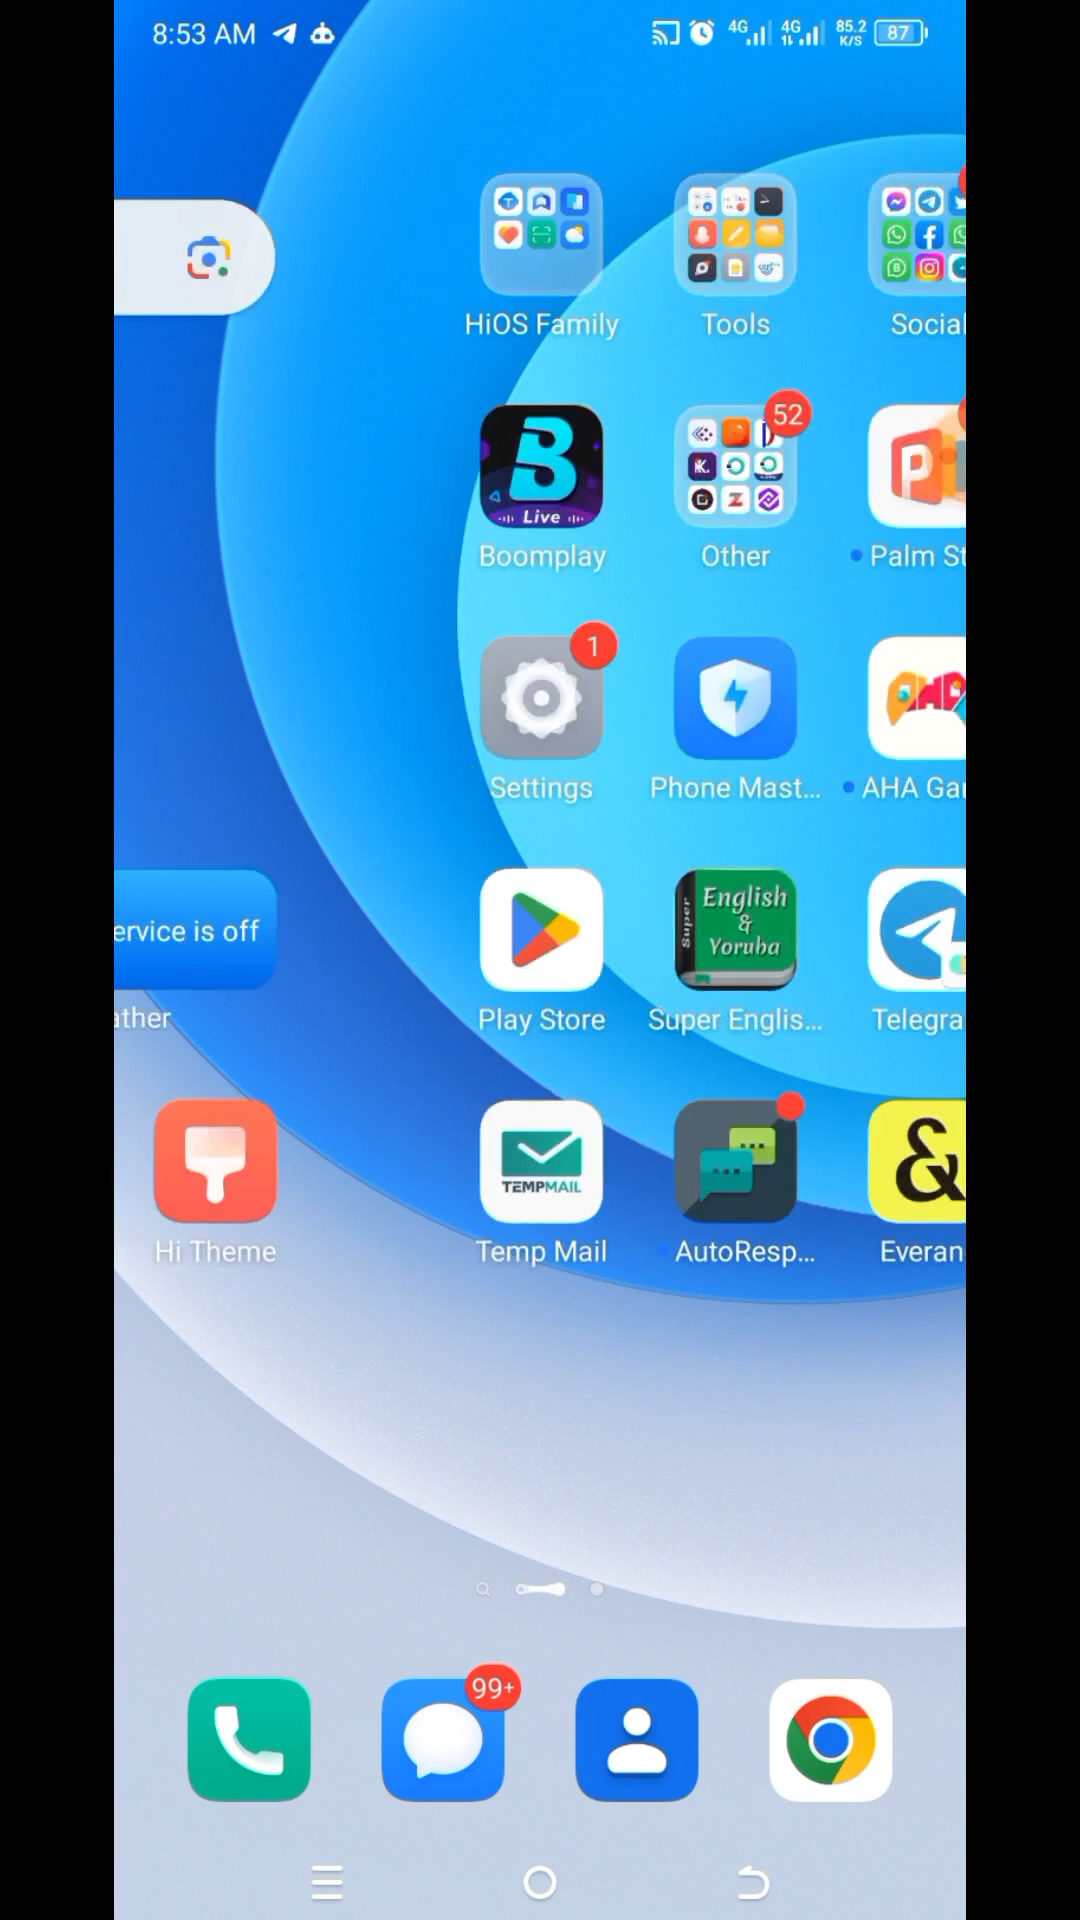 8:53 AM
4G
4G
85.2
K/S
87
HiOS Family
Tools
Social
Live
Boomplay
52
Other
Palm St
1
Settings
Phone Mast...
AHA Gar
ervice is off
ather
Play Store
Super
English
&
Yoruba
Super Englis...
Telegra
Hi Theme
TEMPMAIL
Temp Mail
AutoResp...
&
Everan
99+